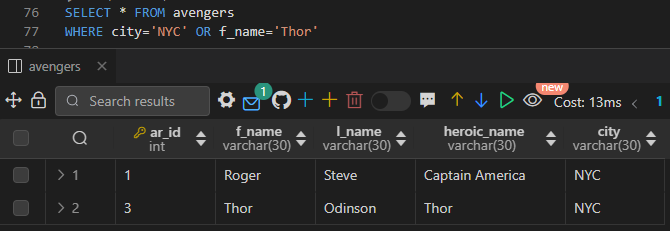 76 SELECT * FROM avengers
77 WHERE city='NYC' OR f_name='Thor'
avengers
Search results 1 new Cost: 13ms 1
ar_id f_name l_name heroic_name city
int varchar(30) varchar(30) varchar(30) varchar(30)
1 1 Roger Steve Captain America NYC
2 3 Thor Odinson Thor NYC